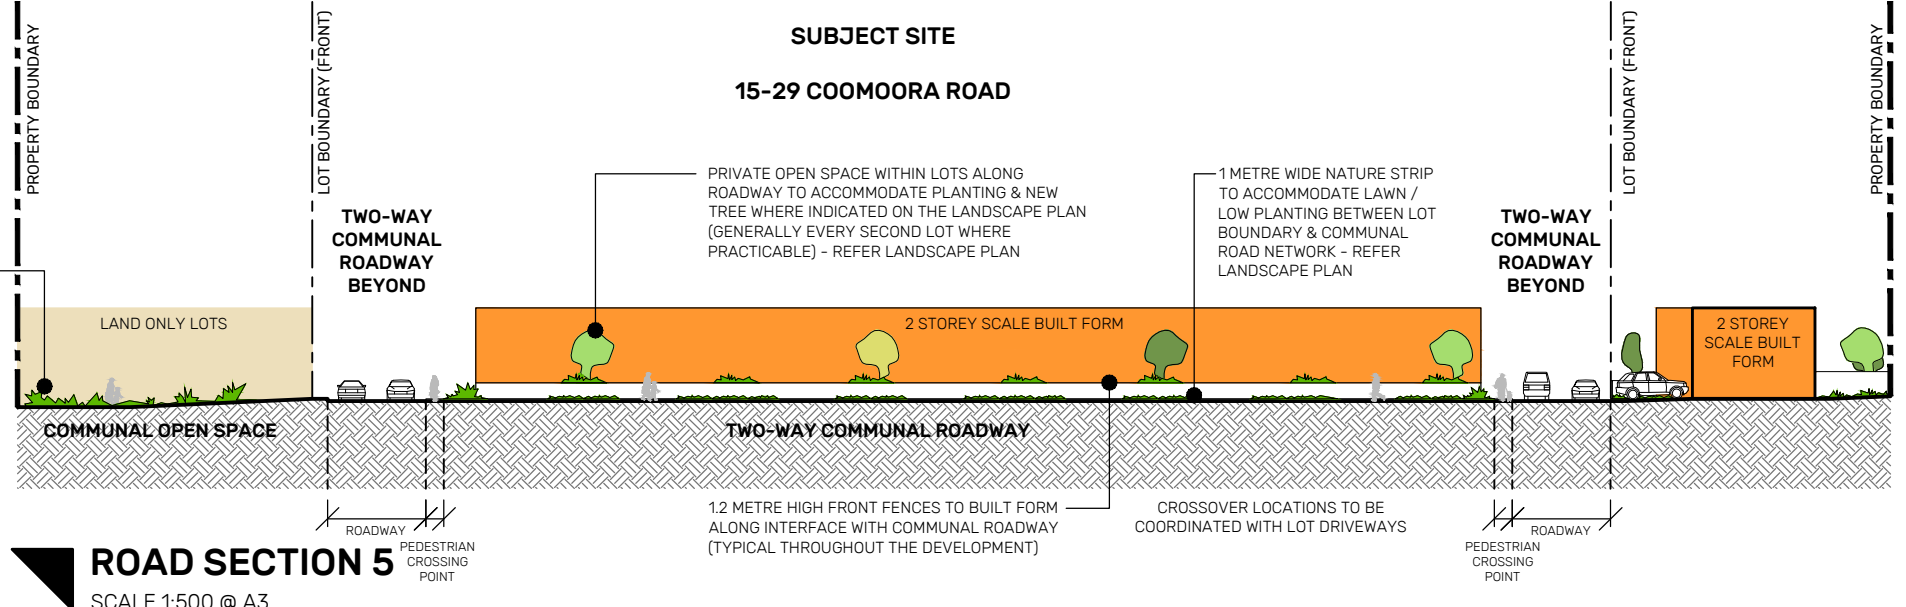 SUBJECT SITE
15-29 COOMOORA ROAD
PROPERTY BOUNDARY
LOT BOUNDARY (FRONT)
LOT BOUNDARY (FRONT)
PROPERTY BOUNDARY
TWO-WAY
COMMUNAL
ROADWAY
BEYOND
PRIVATE OPEN SPACE WITHIN LOTS ALONG
ROADWAY TO ACCOMMODATE PLANTING & NEW
TREE WHERE INDICATED ON THE LANDSCAPE PLAN
(GENERALLY EVERY SECOND LOT WHERE
PRACTICABLE) - REFER LANDSCAPE PLAN
1 METRE WIDE NATURE STRIP
TO ACCOMMODATE LAWN /
LOW PLANTING BETWEEN LOT
BOUNDARY & COMMUNAL
ROAD NETWORK - REFER
LANDSCAPE PLAN
TWO-WAY
COMMUNAL
ROADWAY
BEYOND
LAND ONLY LOTS
2 STOREY SCALE BUILT FORM
2 STOREY
SCALE BUILT
FORM
COMMUNAL OPEN SPACE
TWO-WAY COMMUNAL ROADWAY
1.2 METRE HIGH FRONT FENCES TO BUILT FORM
ALONG INTERFACE WITH COMMUNAL ROADWAY
(TYPICAL THROUGHOUT THE DEVELOPMENT)
CROSSOVER LOCATIONS TO BE
COORDINATED WITH LOT DRIVEWAYS
ROADWAY
PEDESTRIAN
CROSSING
POINT
ROADWAY
PEDESTRIAN
CROSSING
POINT
ROAD SECTION 5
SCALE 1:500 @ A3